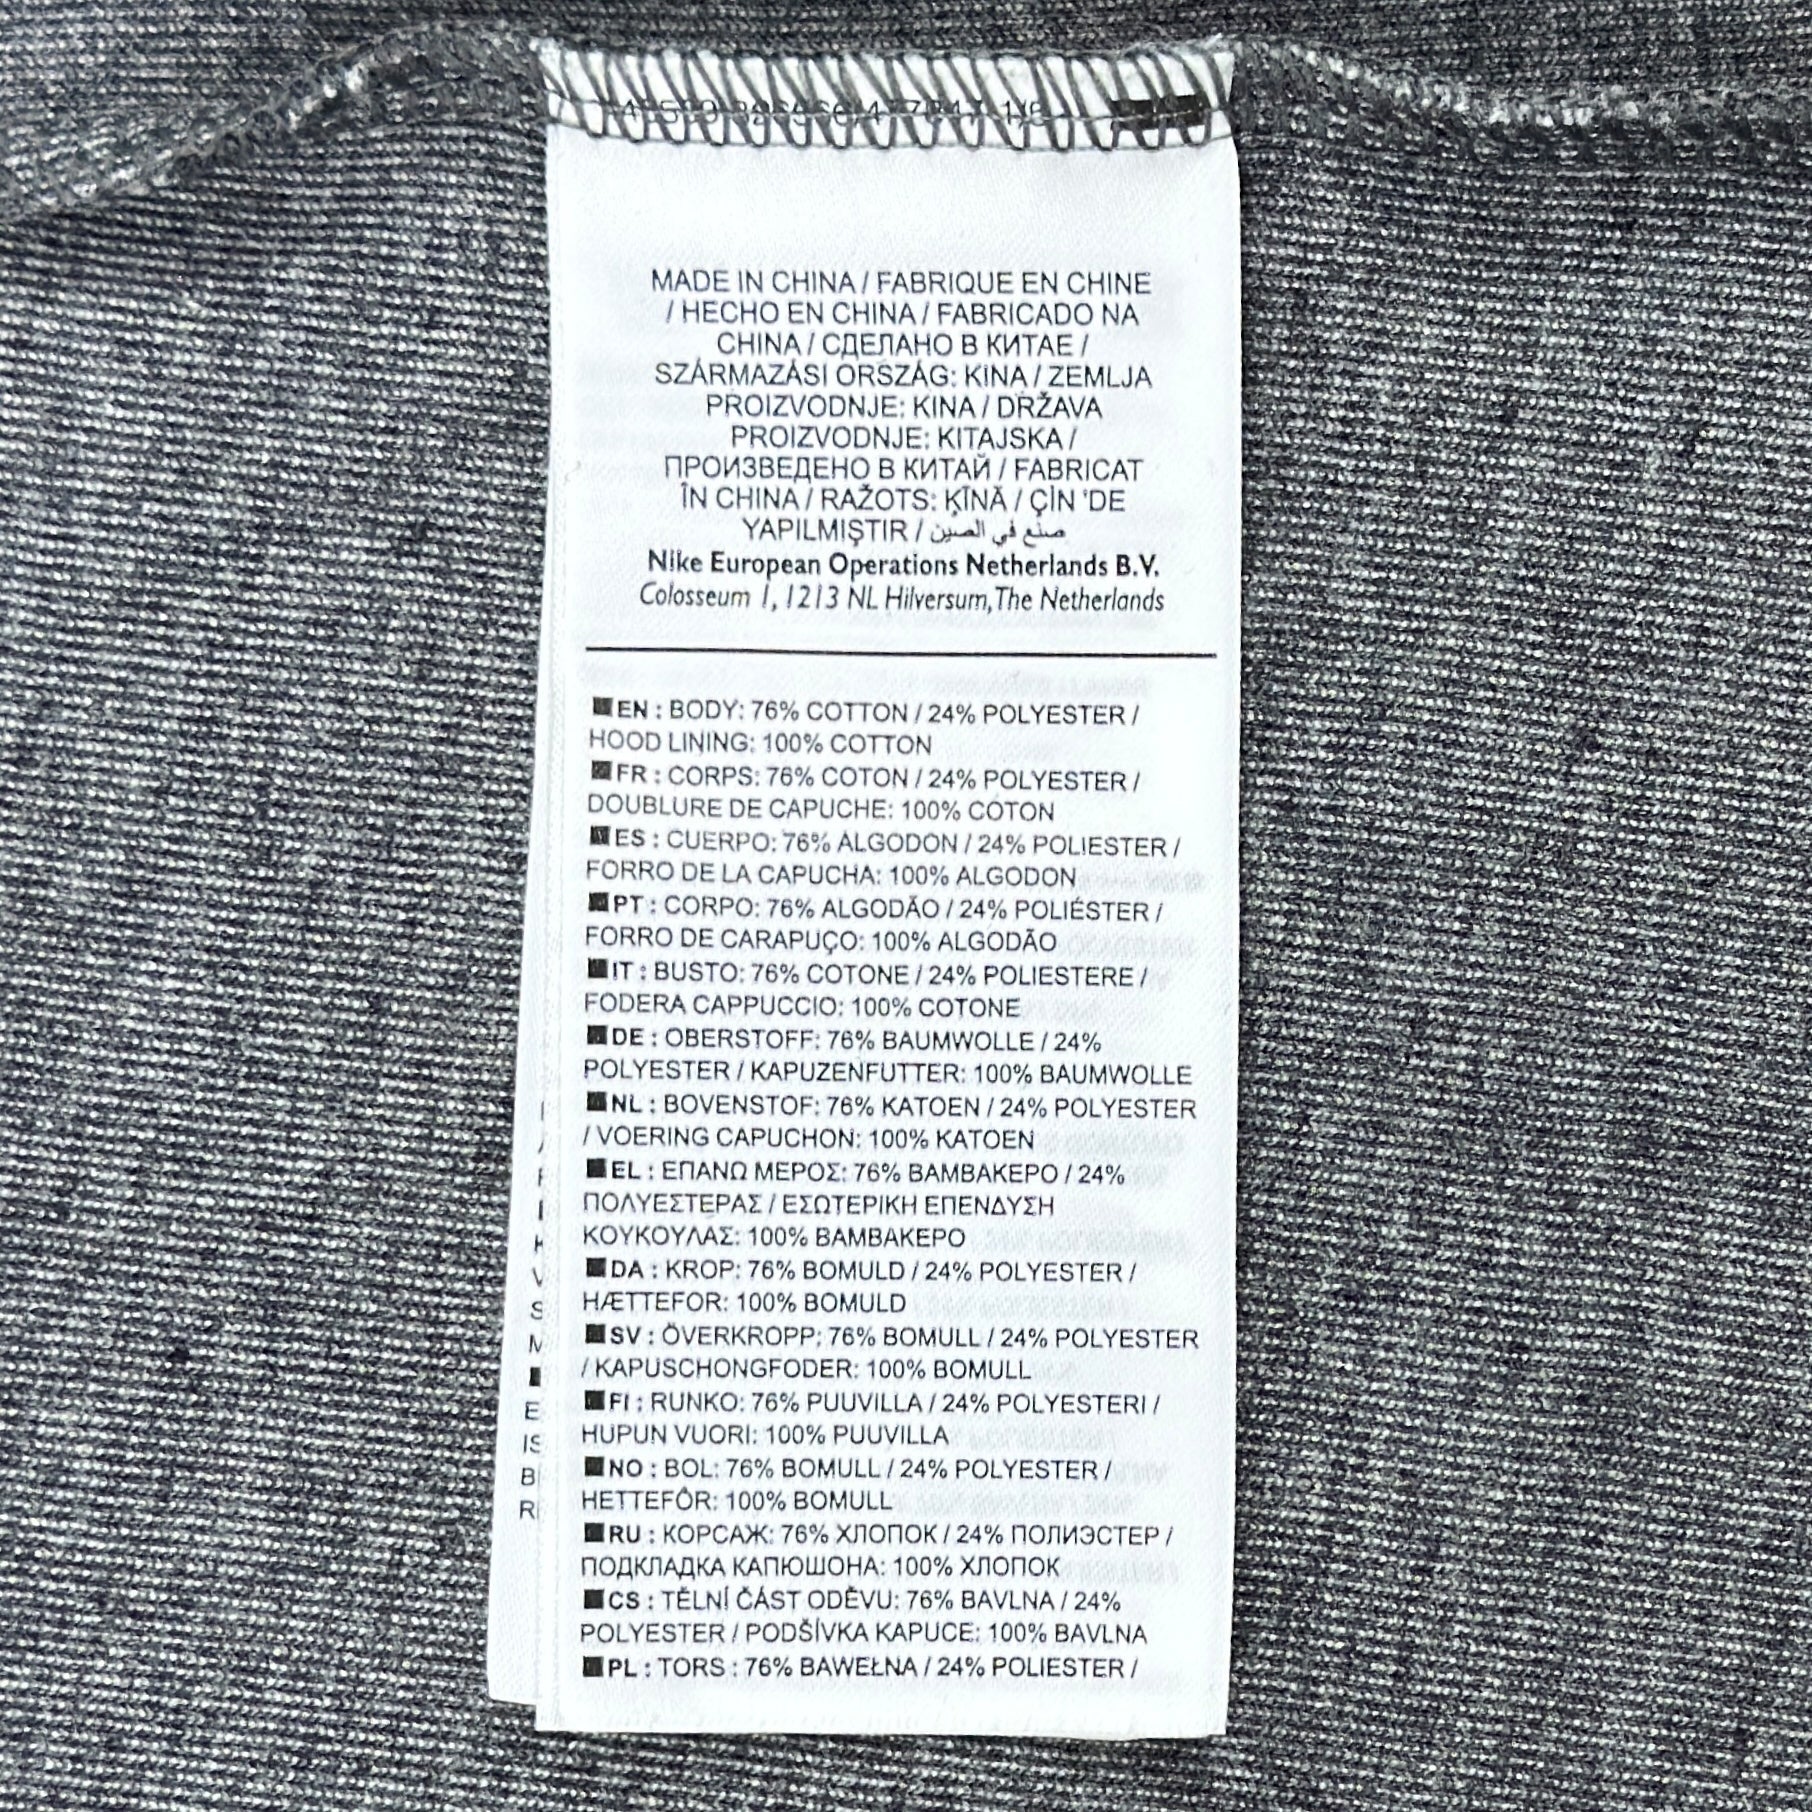 MADE IN CHINA / FABRIQUE EN CHINE
/ HECHO EN CHINA / FABRICADO NA
CHINA / СДЕЛАНО В КИТАЕ /
SZÁRMAZÁSI ORSZÁG: KINA / ZEMLJA
PROIZVODNJE: KINA / DRŽAVA
PROIZVODNJE: KITAJSKA /
ПРОИЗВЕДЕНО В КИТАЙ / FABRICAT
ÎN CHINA / RAŽOTS: ĶĪNĀ / ÇİN 'DE
YAPILMIŞTIR / صنع في الصين
Nike European Operations Netherlands B.V.
Colosseum 1, 1213 NL Hilversum, The Netherlands
■EN : BODY: 76% COTTON / 24% POLYESTER /
HOOD LINING: 100% COTTON
■FR : CORPS: 76% COTON / 24% POLYESTER /
DOUBLURE DE CAPUCHE: 100% COTON
■ES : CUERPO: 76% ALGODON / 24% POLIESTER /
FORRO DE LA CAPUCHA: 100% ALGODON
■PT : CORPO: 76% ALGODÃO / 24% POLIÉSTER /
FORRO DE CARAPUÇO: 100% ALGODÃO
■IT : BUSTO: 76% COTONE / 24% POLIESTERE /
FODERA CAPPUCCIO: 100% COTONE
■DE : OBERSTOFF: 76% BAUMWOLLE / 24%
POLYESTER / KAPUZENFUTTER: 100% BAUMWOLLE
■NL : BOVENSTOF: 76% KATOEN / 24% POLYESTER
/ VOERING CAPUCHON: 100% KATOEN
■EL : ΕΠΑΝΩ ΜΕΡΟΣ: 76% ΒΑΜΒΑΚΕΡΟ / 24%
ΠΟΛΥΕΣΤΕΡΑΣ / ΕΣΩΤΕΡΙΚΗ ΕΠΕΝΔΥΣΗ
ΚΟΥΚΟΥΛΑΣ: 100% ΒΑΜΒΑΚΕΡΟ
■DA : KROP: 76% BOMULD / 24% POLYESTER /
HÆTTEFOR: 100% BOMULD
■SV : ÖVERKROPP: 76% BOMULL / 24% POLYESTER
/ KAPUSCHONGFODER: 100% BOMULL
■FI : RUNKO: 76% PUUVILLA / 24% POLYESTERI /
HUPUN VUORI: 100% PUUVILLA
■NO : BOL: 76% BOMULL / 24% POLYESTER /
HETTEFÔR: 100% BOMULL
■RU : КОРСАЖ: 76% ХЛОПОК / 24% ПОЛИЭСТЕР /
ПОДКЛАДКА КАПЮШОНА: 100% ХЛОПОК
■CS : TĚLNÍ ČÁST ODĚVU: 76% BAVLNA / 24%
POLYESTER / PODŠÍVKA KAPUCE: 100% BAVLNA
■PL : TORS : 76% BAWEŁNA / 24% POLIESTER /